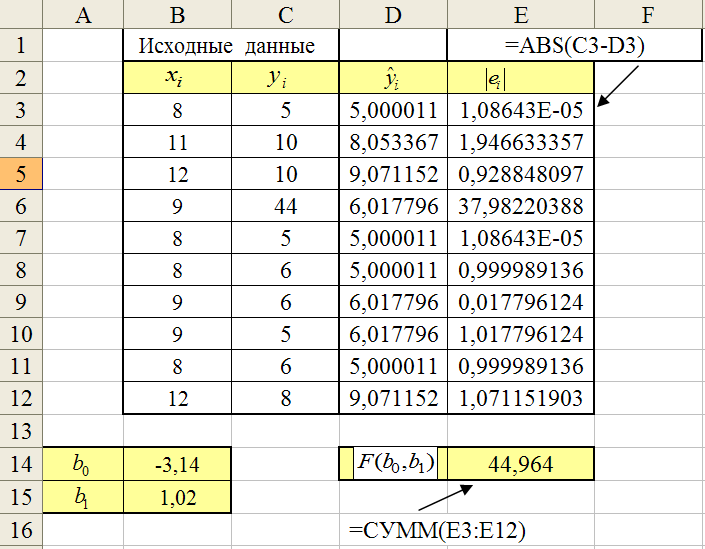 A B C D E F
1 Исходные данные =ABS(C3-D3)
2 xᵢ yᵢ ŷᵢ |eᵢ|
3 8 5 5,000011 1,08643E-05
4 11 10 8,053367 1,946633357
5 12 10 9,071152 0,928848097
6 9 44 6,017796 37,98220388
7 8 5 5,000011 1,08643E-05
8 8 6 5,000011 0,999989136
9 9 6 6,017796 0,017796124
10 9 5 6,017796 1,017796124
11 8 6 5,000011 0,999989136
12 12 8 9,071152 1,071151903
13
14 b₀ -3,14 F(b₀,b₁) 44,964
15 b₁ 1,02
16 =СУММ(E3:E12)